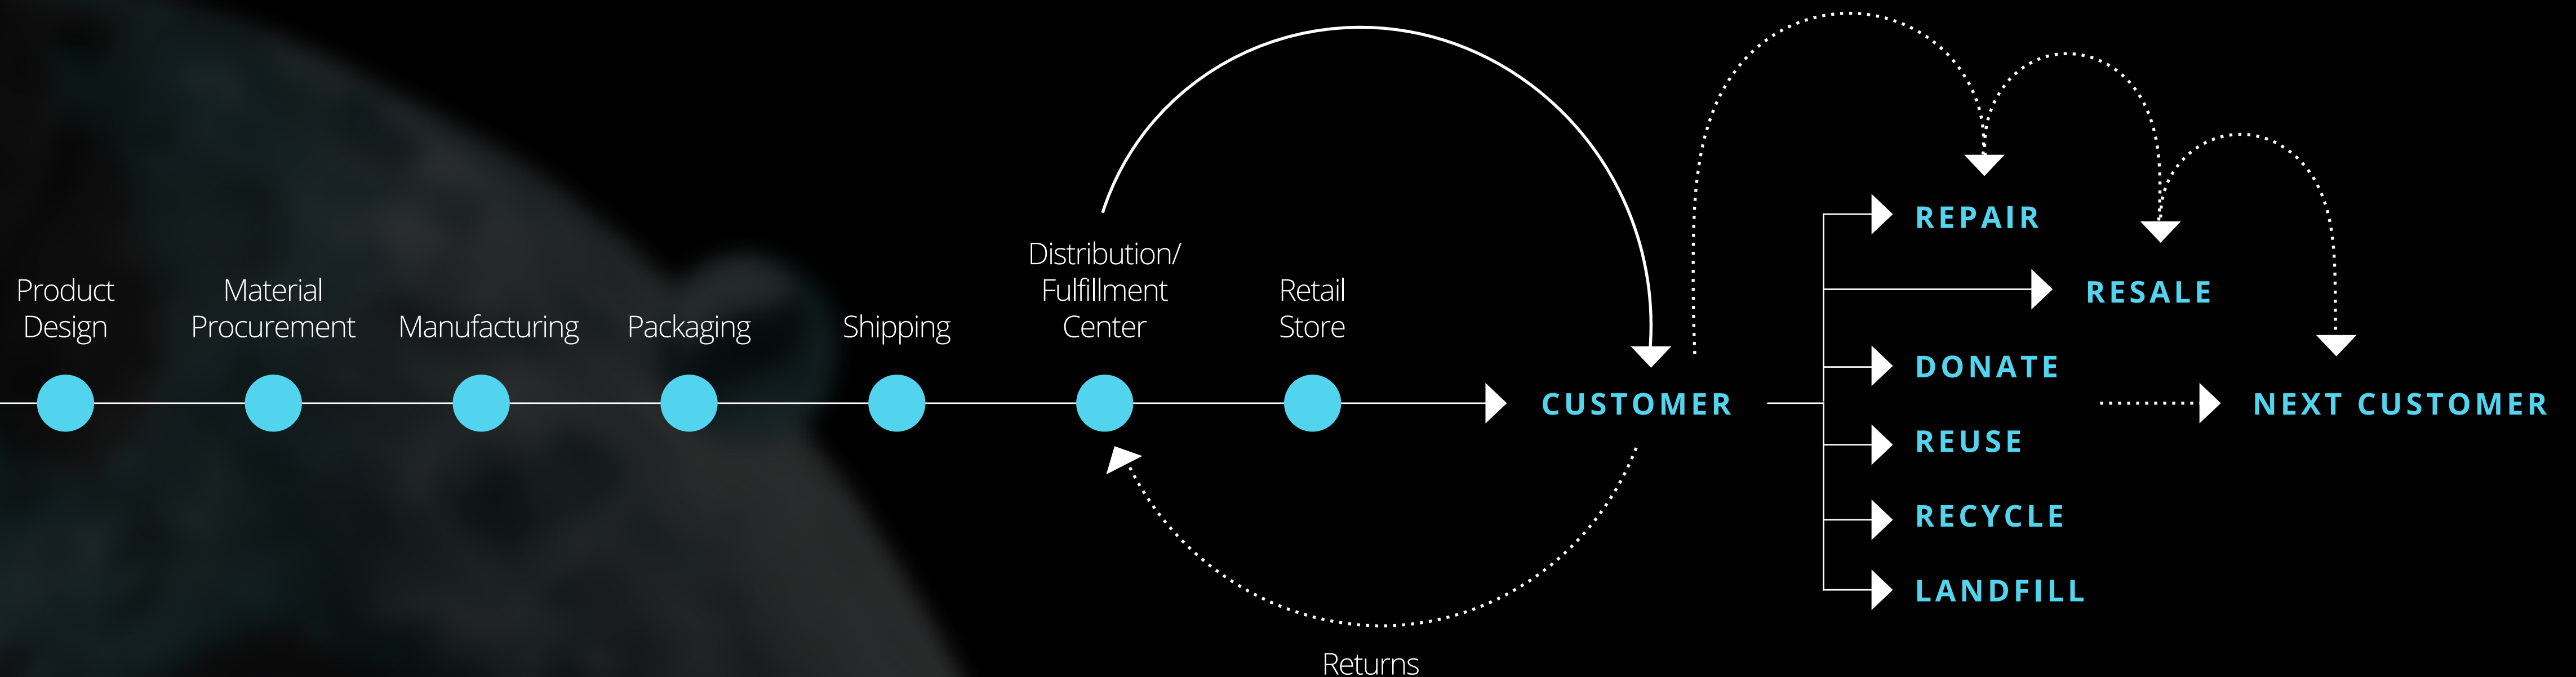 Product
Design
Material
Procurement
Manufacturing
Packaging
Shipping
Distribution/
Fulfillment
Center
Retail
Store
CUSTOMER
Returns
REPAIR
RESALE
DONATE
REUSE
RECYCLE
LANDFILL
NEXT CUSTOMER